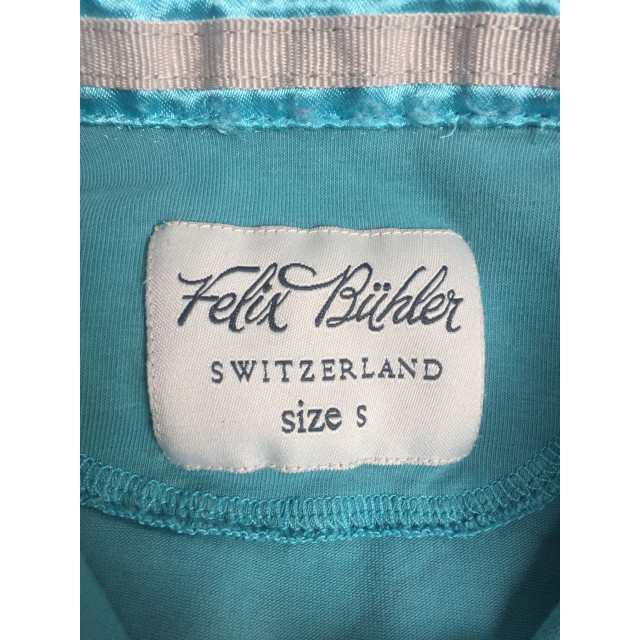 Felix Bühler
SWITZERLAND
size s